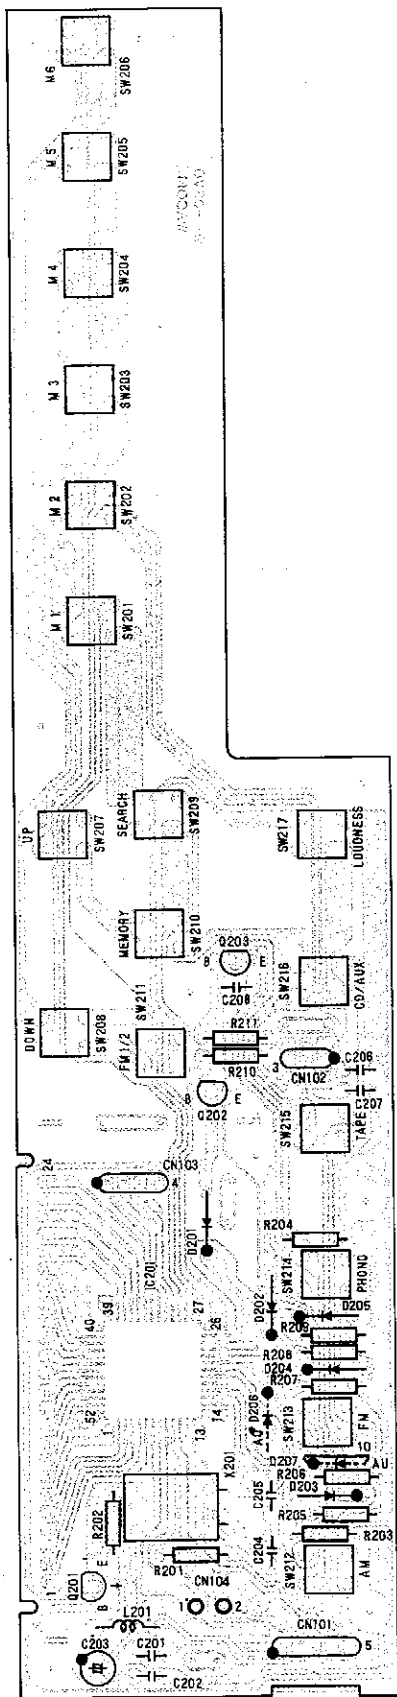 M6
SW206
M5
SW205
M4
SW204
M3
SW203
M2
SW202
M1
SW201
UP
SW207
SEARCH
SW209
SW217
LOUDNESS
MEMORY
SW210
Q203
B
E
C208
SW216
CD/AUX
DOWN
SW208
SW211
FM1/2
R211
R210
3
CN102
C206
C207
B
E
Q202
SW215
TAPE
24
CN103
4
D201
R204
IC201
SW214
PHONO
39
40
27
26
D202
D205
R209
R208
D204
R207
52
1
14
13
D206
AU
SW213
FM
10
D207
AU
R206
D203
X201
C205
R205
R202
R203
C204
R201
SW212
AM
1
E
Q201
B
CN104
1
2
L201
CN101
5
C203
C201
C202